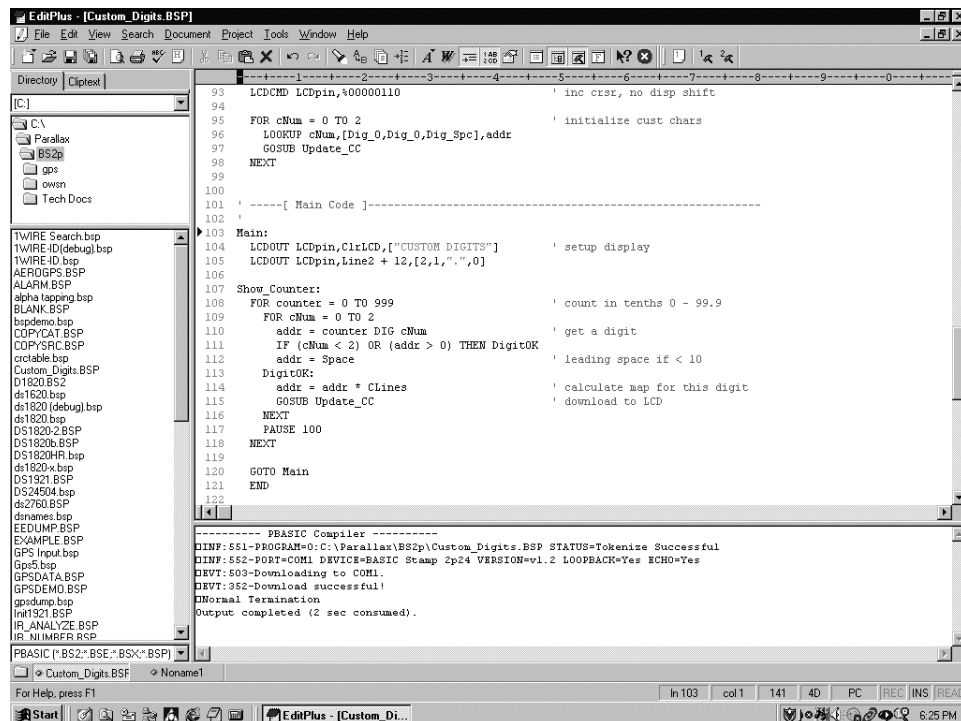 EditPlus - [Custom_Digits.BSP]
File Edit View Search Document Project Tools Window Help
Directory Cliptext
[C:]
C:\
Parallax
BS2p
gps
owsn
Tech Docs
1WIRE Search.bsp
1WIRE-ID(debug).bsp
1WIRE-ID.bsp
AEROGPS.BSP
ALARM.BSP
alpha tapping.bsp
BLANK.BSP
bspdemo.bsp
COPYCAT.BSP
COPYSRC.BSP
crctable.bsp
Custom_Digits.BSP
D1820.BS2
ds1620.bsp
ds1820 (debug).bsp
ds1820.bsp
DS1820-2.BSP
DS1820b.BSP
DS1820HR.bsp
ds1820-x.bsp
DS1921.BSP
DS24504.bsp
ds2760.BSP
dsnames.bsp
EEDUMP.BSP
EXAMPLE.BSP
GPS Input.bsp
Gps5.bsp
GPSDATA.BSP
GPSDEMO.BSP
gpsdump.bsp
Init1921.BSP
IR_ANALYZE.BSP
IR_NUMBER.BSP
PBASIC (*.BS2;*.BSE;*.BSX;*.BSP)
----+----1----+----2----+----3----+----4----+----5----+----6----+----7----+----8----+----9----+----0----+----
93 LCDCMD LCDpin,%00000110 ' inc crsr, no disp shift
94
95 FOR cNum = 0 TO 2 ' initialize cust chars
96 LOOKUP cNum,[Dig_0,Dig_0,Dig_Spc],addr
97 GOSUB Update_CC
98 NEXT
99
100
101 ' -----[ Main Code ]------------------------------------------------------------
102 '
103 Main:
104 LCDOUT LCDpin,ClrLCD,["CUSTOM DIGITS"] ' setup display
105 LCDOUT LCDpin,Line2 + 12,[2,1,".",0]
106
107 Show_Counter:
108 FOR counter = 0 TO 999 ' count in tenths 0 - 99.9
109 FOR cNum = 0 TO 2
110 addr = counter DIG cNum ' get a digit
111 IF (cNum < 2) OR (addr > 0) THEN DigitOK
112 addr = Space ' leading space if < 10
113 DigitOK:
114 addr = addr * CLines ' calculate map for this digit
115 GOSUB Update_CC ' download to LCD
116 NEXT
117 PAUSE 100
118 NEXT
119
120 GOTO Main
121 END
122
---------- PBASIC Compiler ----------
INF:551-PROGRAM=0:C:\Parallax\BS2p\Custom_Digits.BSP STATUS=Tokenize Successful
INF:552-PORT=COM1 DEVICE=BASIC Stamp 2p24 VERSION=v1.2 LOOPBACK=Yes ECHO=Yes
EVT:503-Downloading to COM1.
EVT:352-Download successful!
Normal Termination
Output completed (2 sec consumed).
Custom_Digits.BSP Noname1
For Help, press F1 ln 103 col 1 141 4D PC REC INS READ
Start EditPlus - [Custom_Di... 6:25 PM